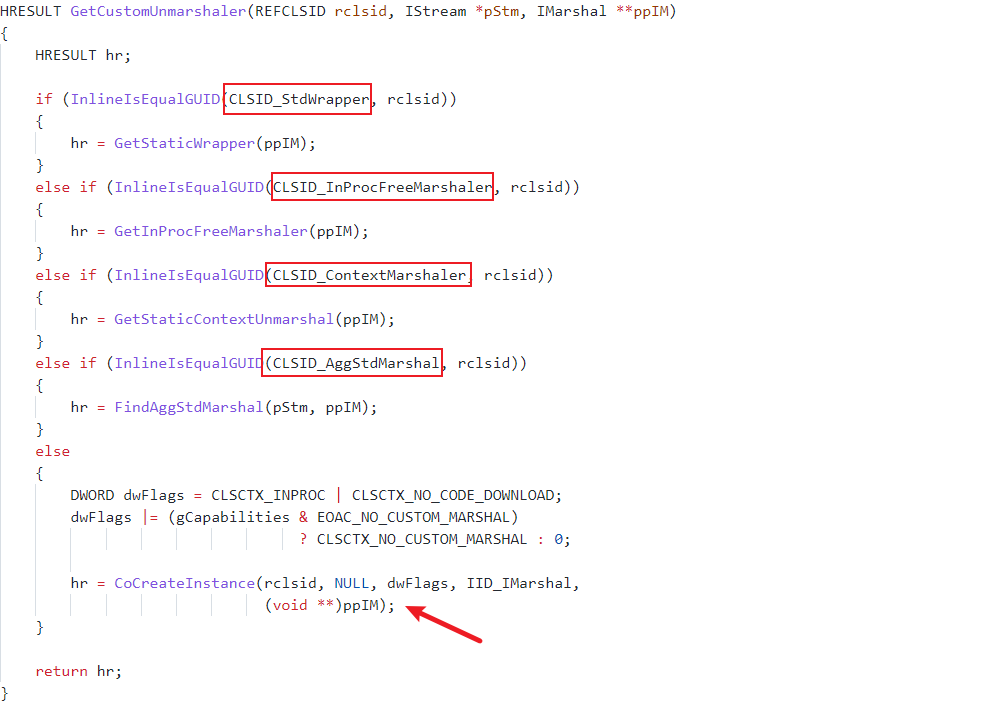 HRESULT GetCustomUnmarshaler(REFCLSID rclsid, IStream *pStm, IMarshal **ppIM)
{
    HRESULT hr;
    if (InlineIsEqualGUID(CLSID_StdWrapper, rclsid))
    {
        hr = GetStaticWrapper(ppIM);
    }
    else if (InlineIsEqualGUID(CLSID_InProcFreeMarshaler, rclsid))
    {
        hr = GetInProcFreeMarshaler(ppIM);
    }
    else if (InlineIsEqualGUID(CLSID_ContextMarshaler, rclsid))
    {
        hr = GetStaticContextUnmarshal(ppIM);
    }
    else if (InlineIsEqualGUID(CLSID_AggStdMarshal, rclsid))
    {
        hr = FindAggStdMarshal(pStm, ppIM);
    }
    else
    {
        DWORD dwFlags = CLSCTX_INPROC | CLSCTX_NO_CODE_DOWNLOAD;
        dwFlags |= (gCapabilities & EOAC_NO_CUSTOM_MARSHAL)
                                  ? CLSCTX_NO_CUSTOM_MARSHAL : 0;
        hr = CoCreateInstance(rclsid, NULL, dwFlags, IID_IMarshal,
                              (void **)ppIM);
    }
    return hr;
}